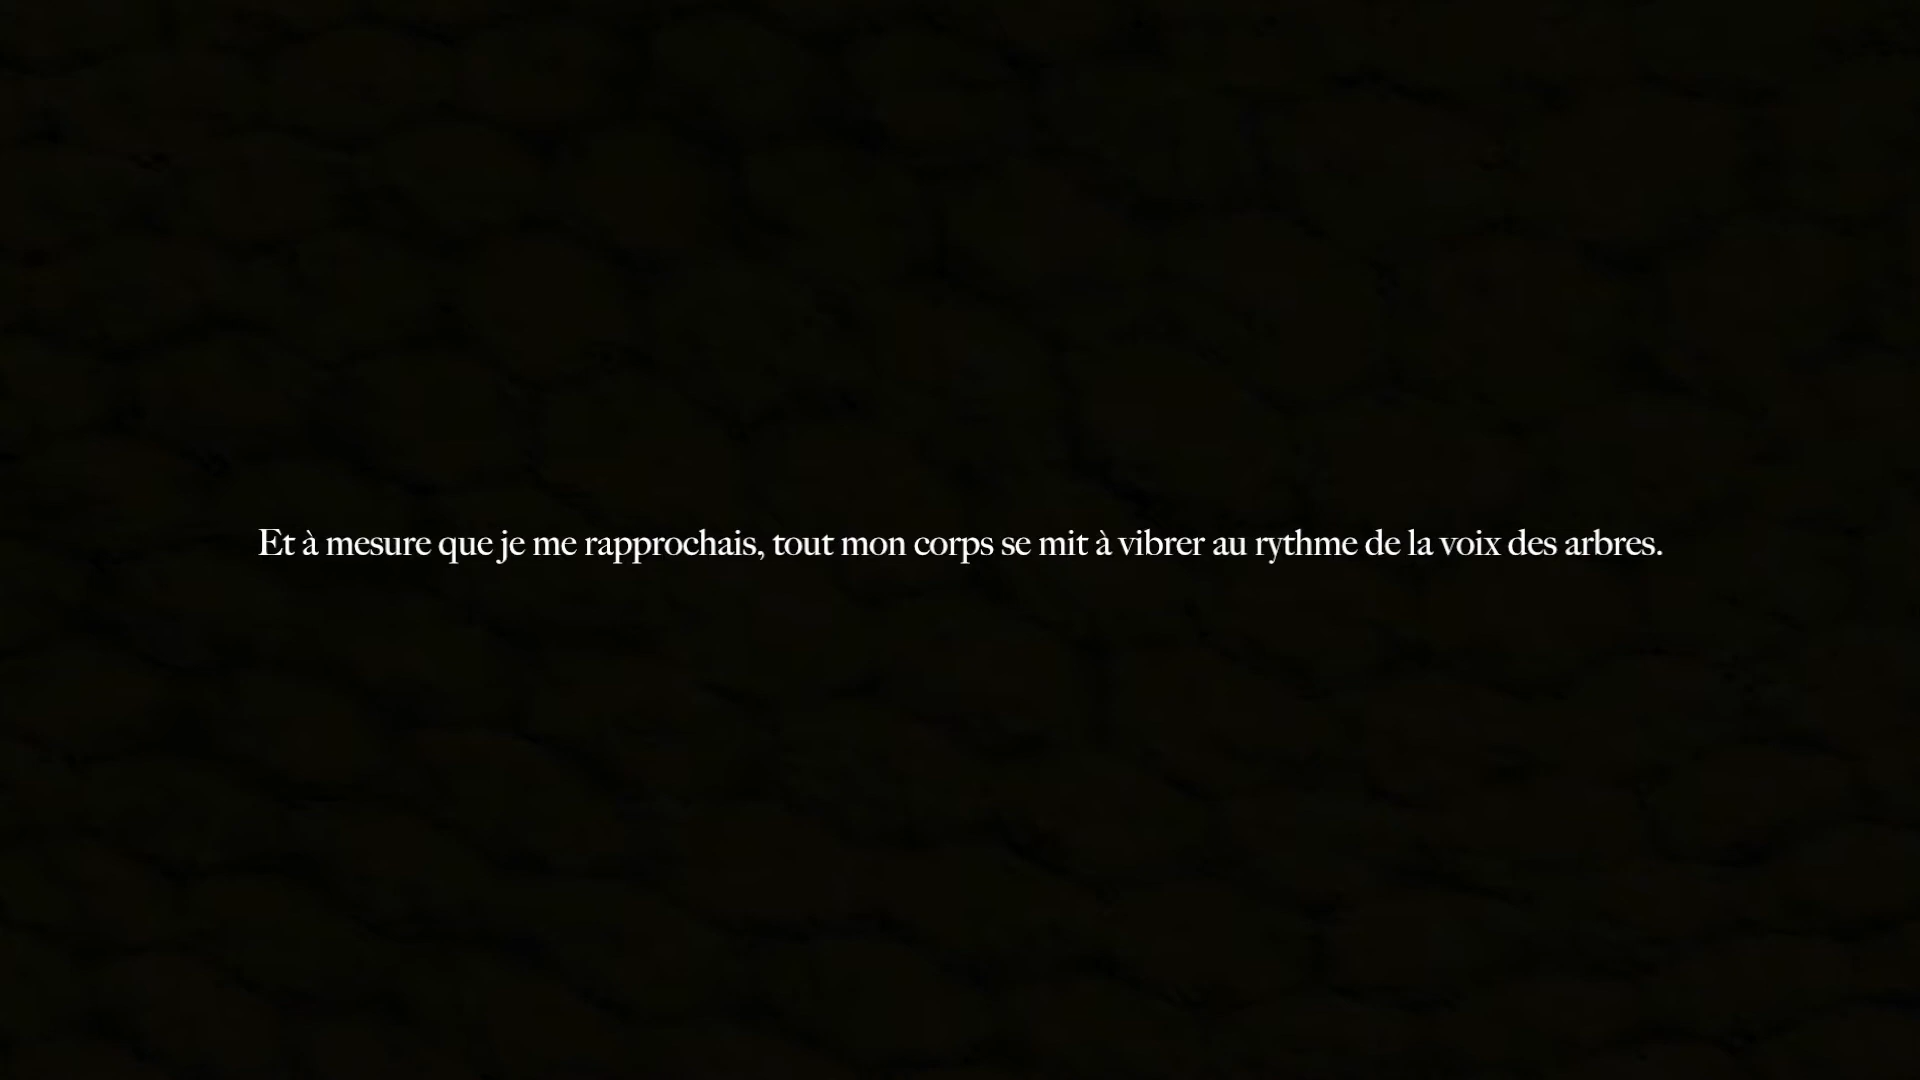 Et à mesure que je me rapprochais, tout mon corps se mit à vibrer au rythme de la voix des arbres.